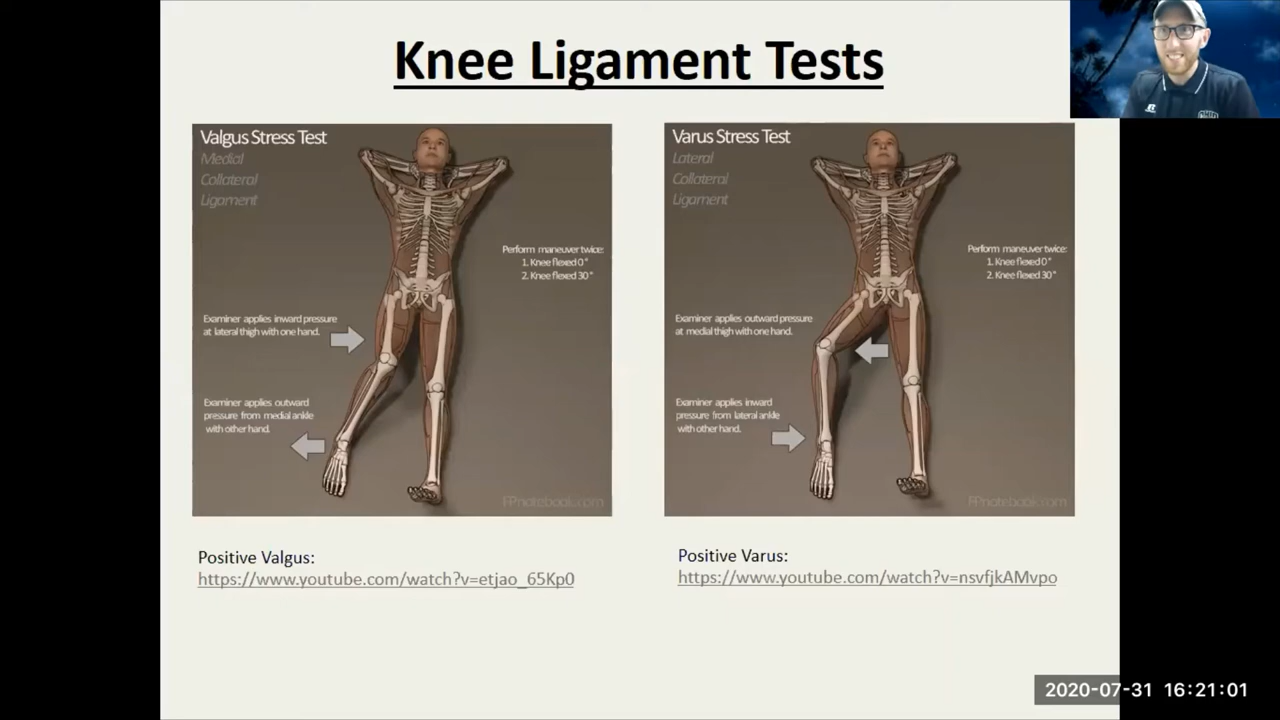 Knee Ligament Tests
Valgus Stress Test
Medial
Collateral
Ligament
Perform maneuver twice:
1. Knee flexed 0°
2. Knee flexed 30°
Examiner applies inward pressure
at lateral thigh with one hand.
Examiner applies outward
pressure from medial ankle
with other hand.
FPnotebook.com
Varus Stress Test
Lateral
Collateral
Ligament
Perform maneuver twice:
1. Knee flexed 0°
2. Knee flexed 30°
Examiner applies outward pressure
at medial thigh with one hand.
Examiner applies inward
pressure from lateral ankle
with other hand.
FPnotebook.com
Positive Valgus:
https://www.youtube.com/watch?v=etjao_65Kp0
Positive Varus:
https://www.youtube.com/watch?v=nsvfjkAMvpo
2020-07-31 16:21:01